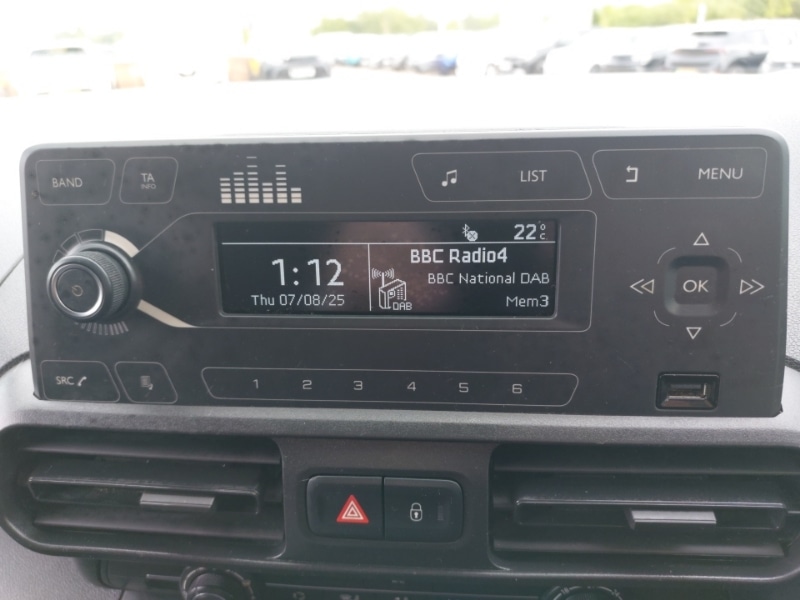 BAND
TA
INFO
LIST
MENU
22°C
1:12
Thu 07/08/25
BBC Radio4
BBC National DAB
DAB
Mem3
OK
SRC
1 2 3 4 5 6